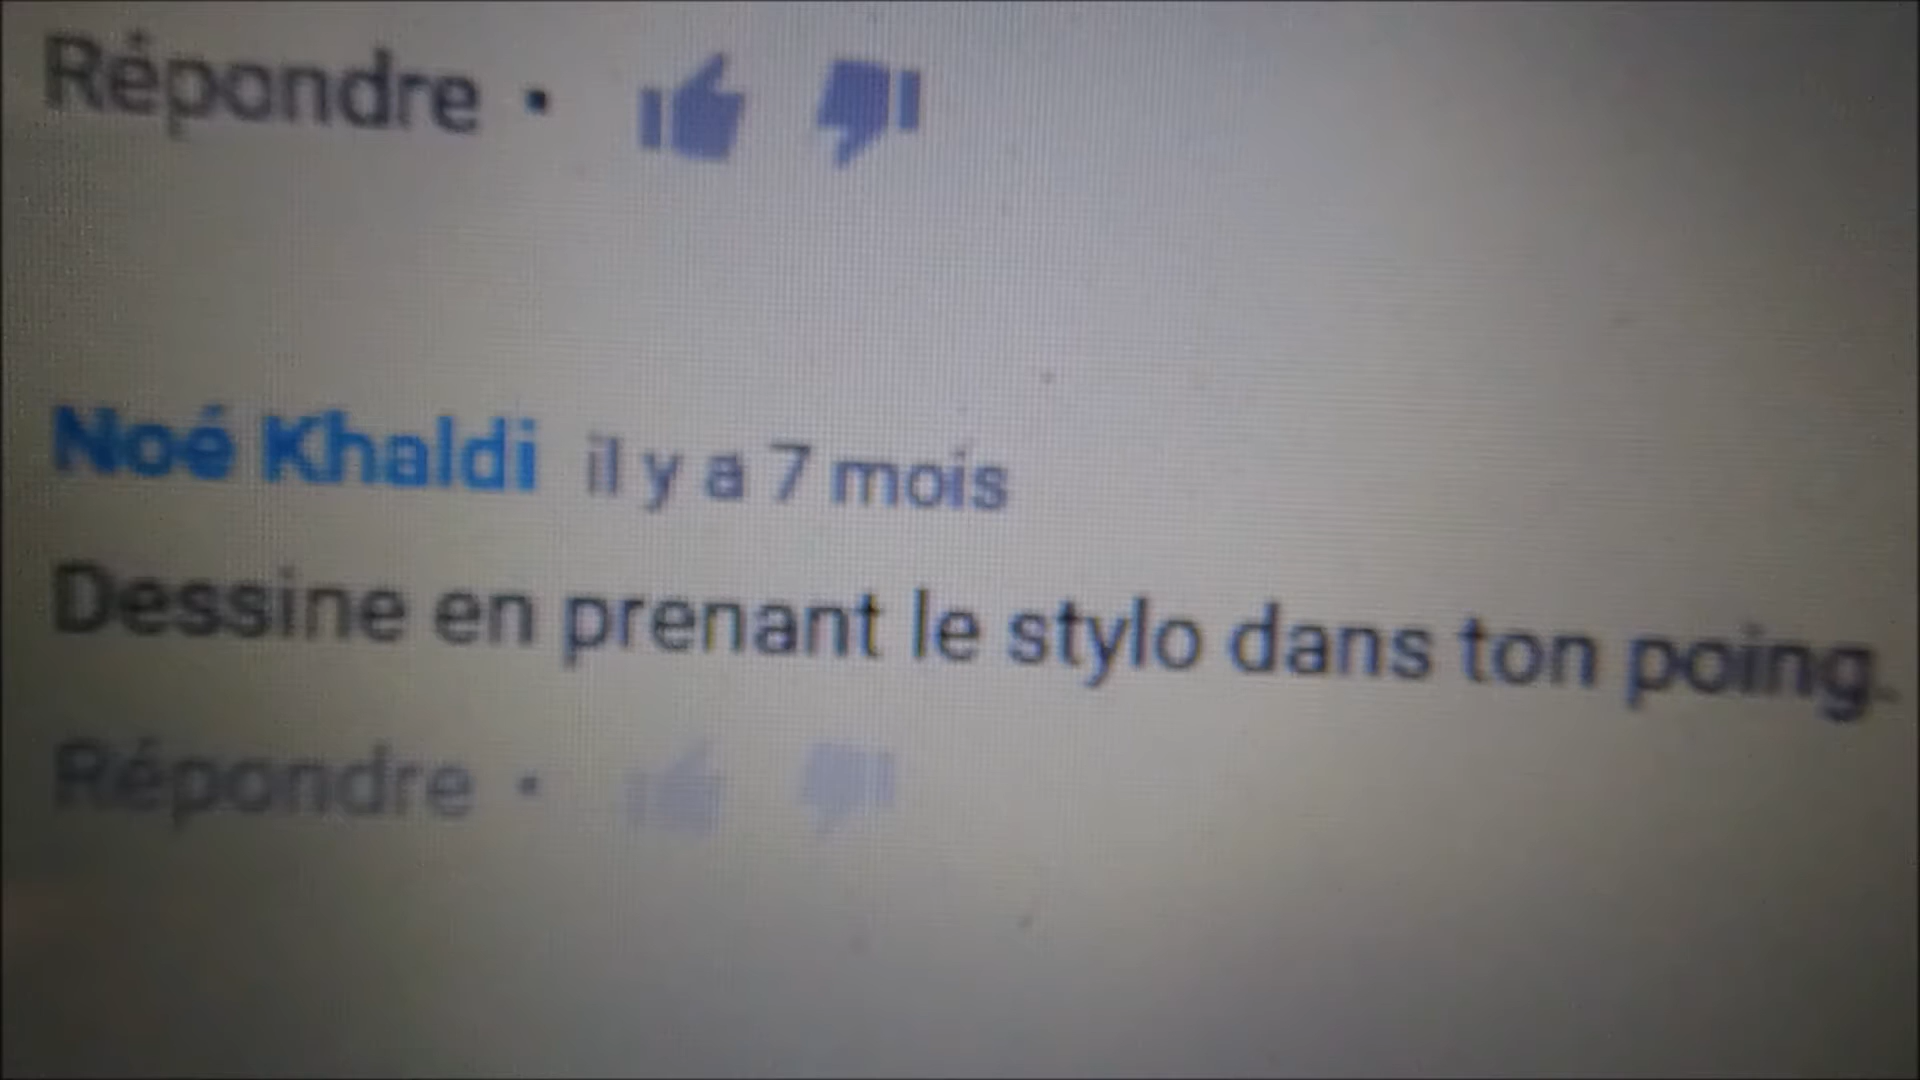 Répondre •
Noé Khaldi il y a 7 mois
Dessine en prenant le stylo dans ton poing.
Répondre •